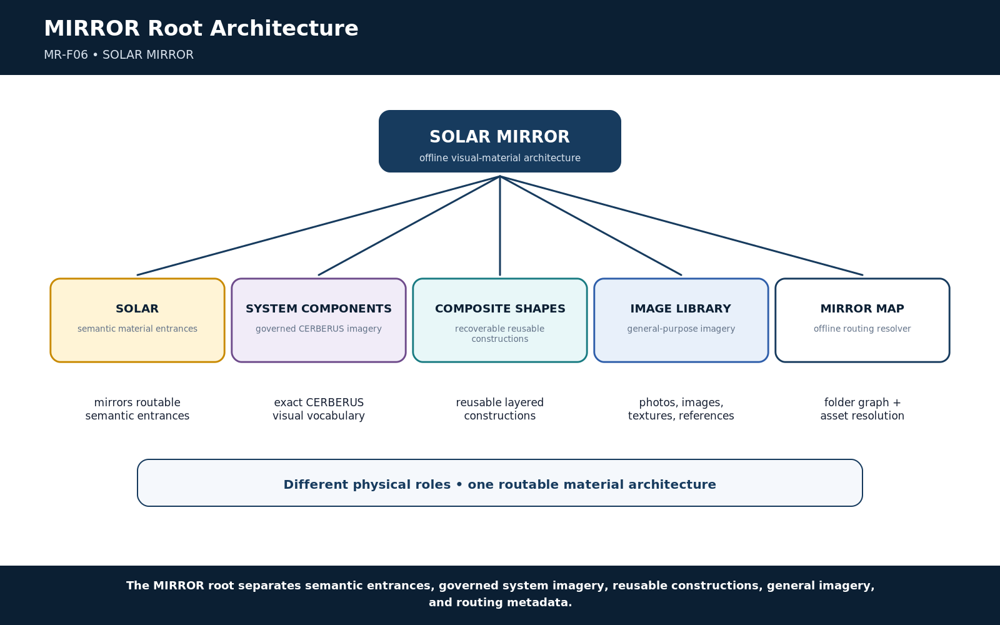 MIRROR Root Architecture
MR-F06 • SOLAR MIRROR
SOLAR MIRROR
offline visual-material architecture
SOLAR
semantic material entrances
SYSTEM COMPONENTS
governed CERBERUS imagery
COMPOSITE SHAPES
recoverable reusable
constructions
IMAGE LIBRARY
general-purpose imagery
MIRROR MAP
offline routing resolver
mirrors routable
semantic entrances
exact CERBERUS
visual vocabulary
reusable layered
constructions
photos, images,
textures, references
folder graph +
asset resolution
Different physical roles • one routable material architecture
The MIRROR root separates semantic entrances, governed system imagery, reusable constructions, general imagery,
and routing metadata.